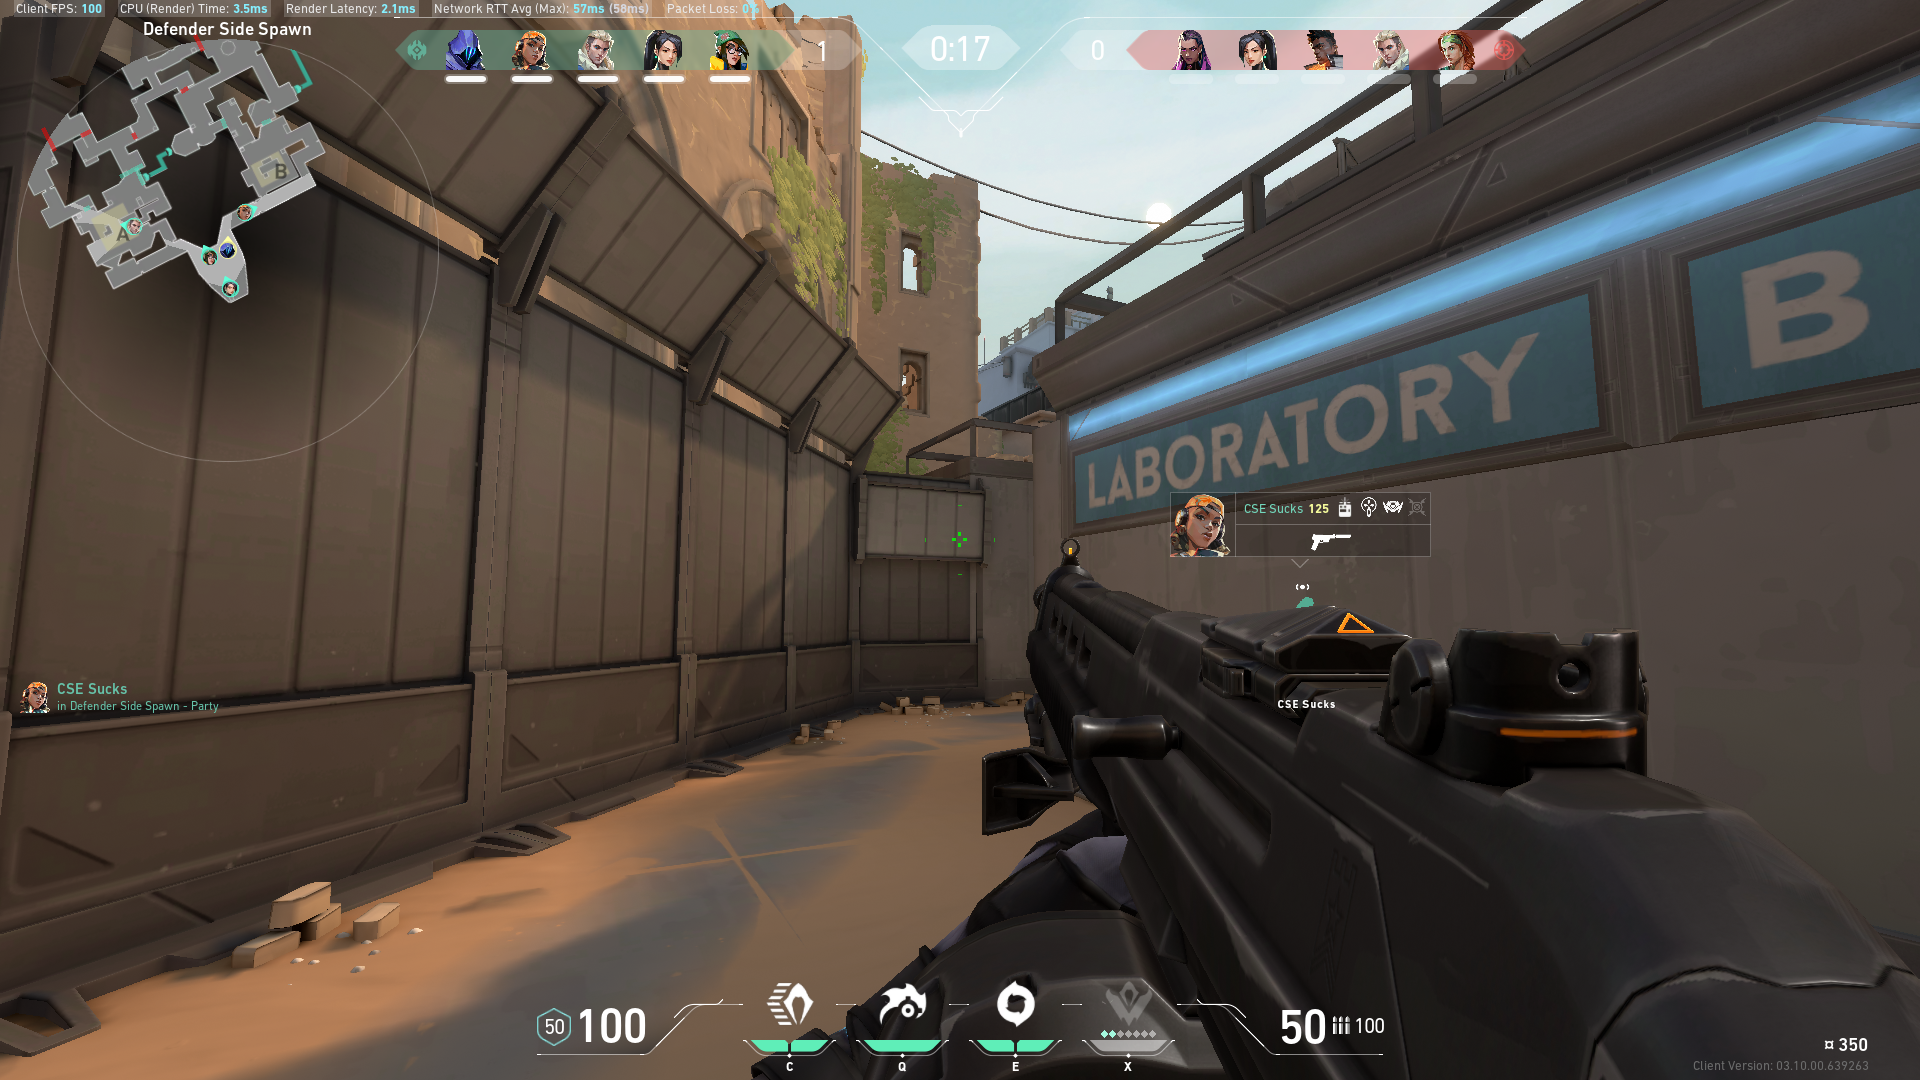 Client FPS: 100 CPU (Render) Time: 3.5ms Render Latency: 2.1ms Network RTT Avg (Max): 57ms (58ms) Packet Loss: 0%
Defender Side Spawn
1 0:17 0
B
A
B
LABORATORY
CSE Sucks 125
CSE Sucks
in Defender Side Spawn - Party
CSE Sucks
50 100
50 100
C Q E X
¤ 350
Client Version: 03.10.00.639263